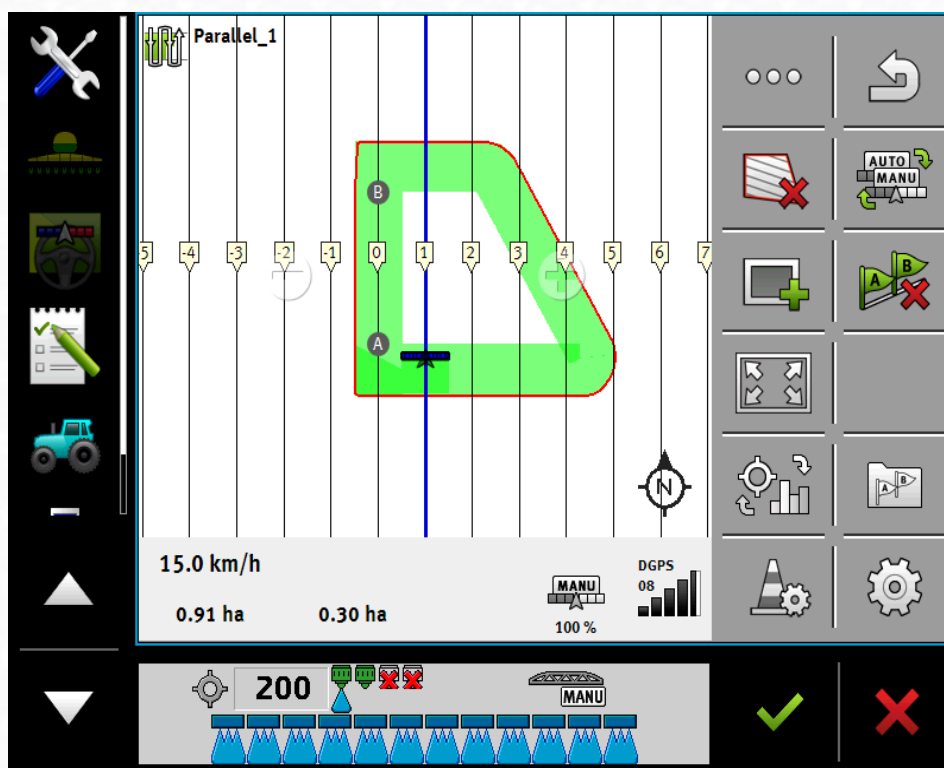 Parallel_1
AUTO
MANU
B
5 -4 -3 -2 -1 0 1 2 3 4 5 6 7
A B
A
A B
N
15.0 km/h
DGPS
08
MANU
0.91 ha 0.30 ha
100 %
200
MANU